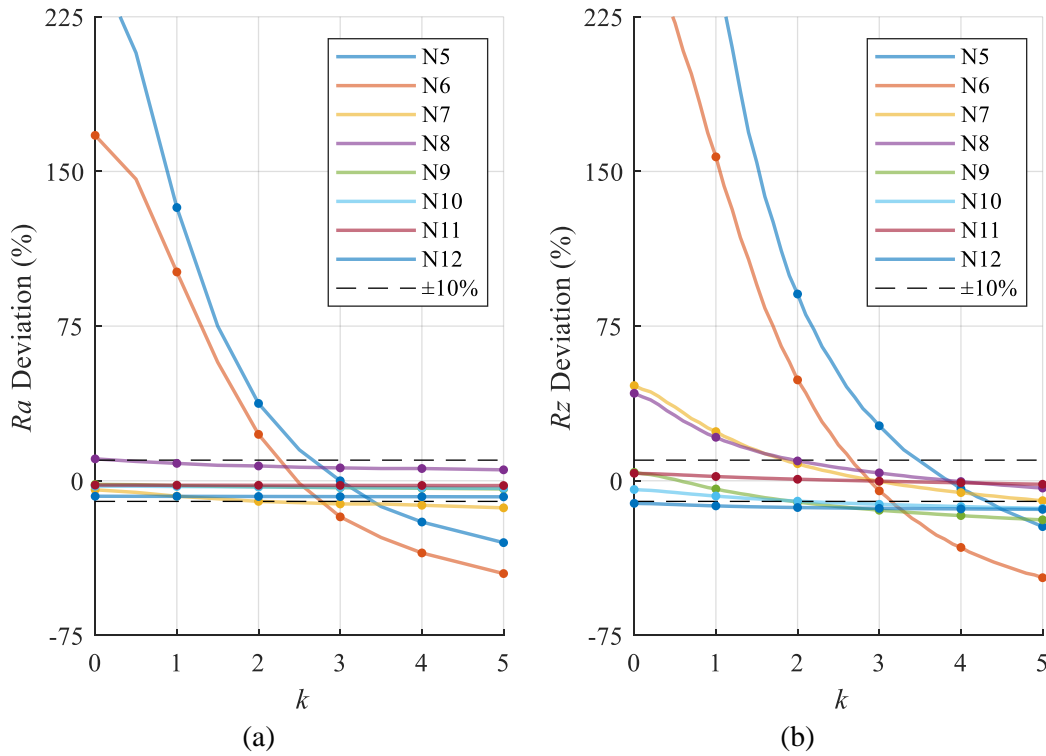 225
150
75
0
-75
Ra Deviation (%)
0 1 2 3 4 5
k
(a)
N5
N6
N7
N8
N9
N10
N11
N12
±10%
225
150
75
0
-75
Rz Deviation (%)
0 1 2 3 4 5
k
(b)
N5
N6
N7
N8
N9
N10
N11
N12
±10%